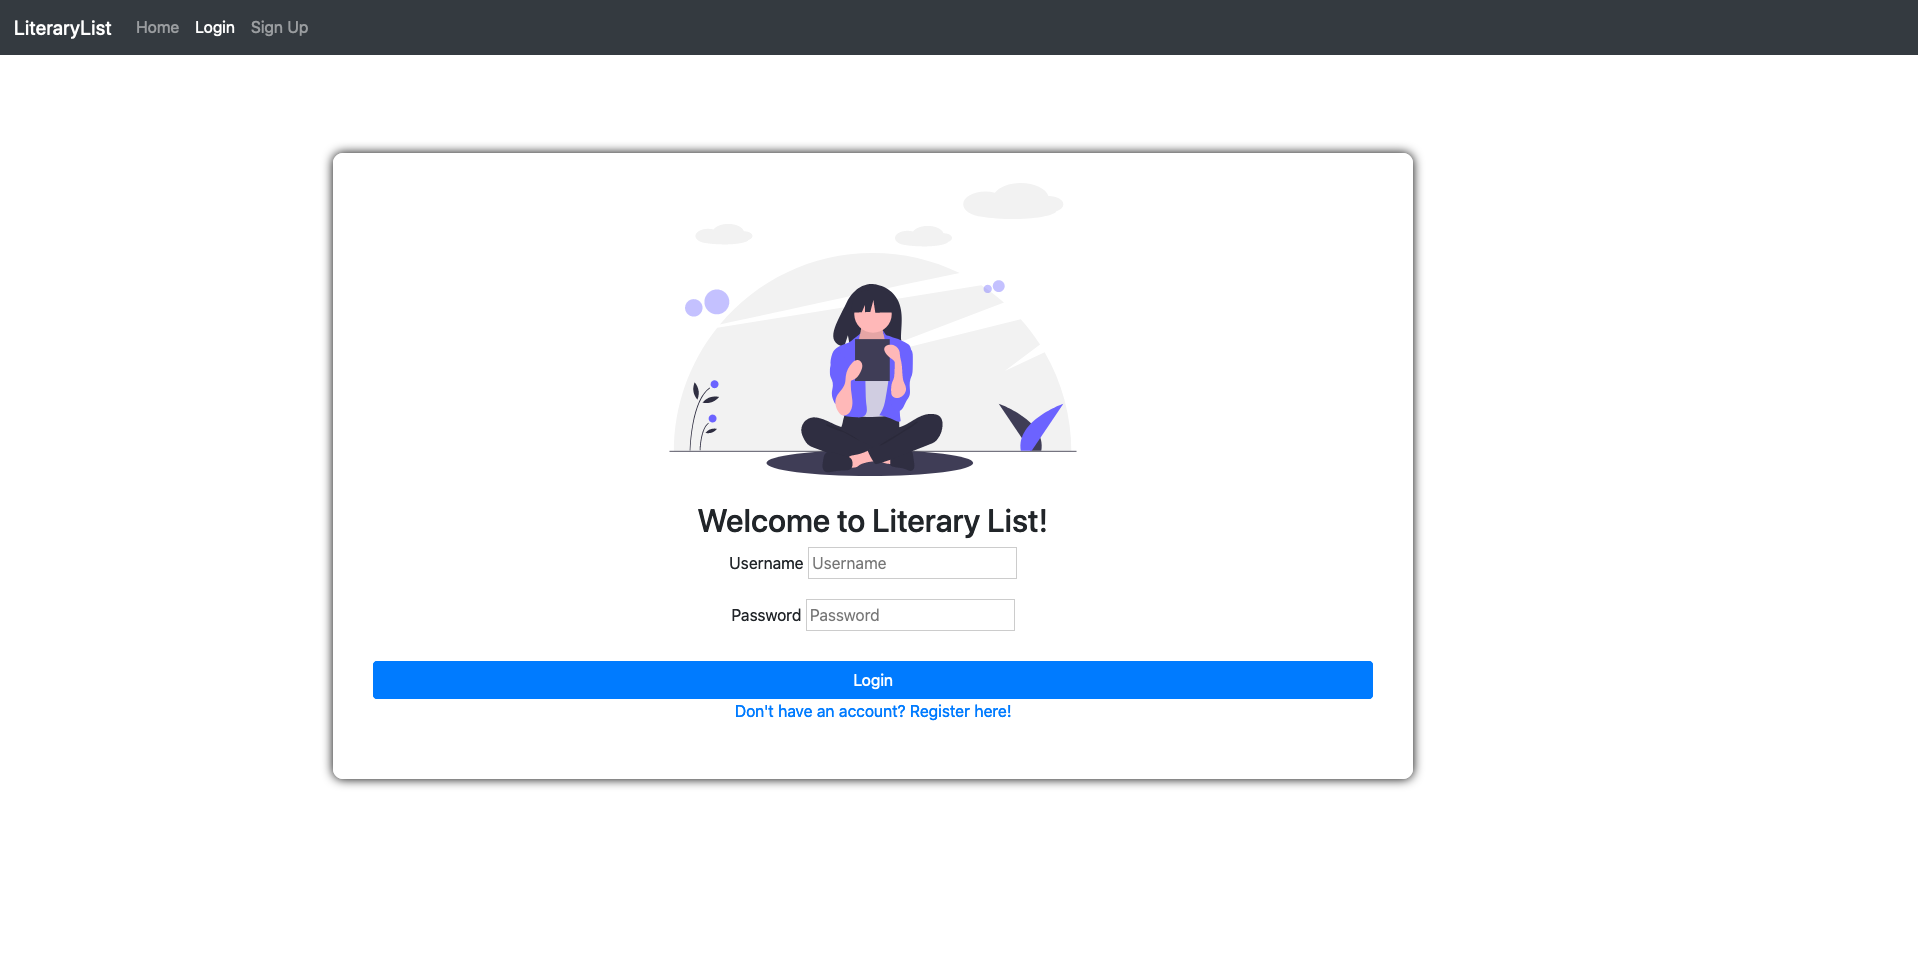 LiteraryList Home Login Sign Up
Welcome to Literary List!
Username Username
Password Password
Login
Don't have an account? Register here!